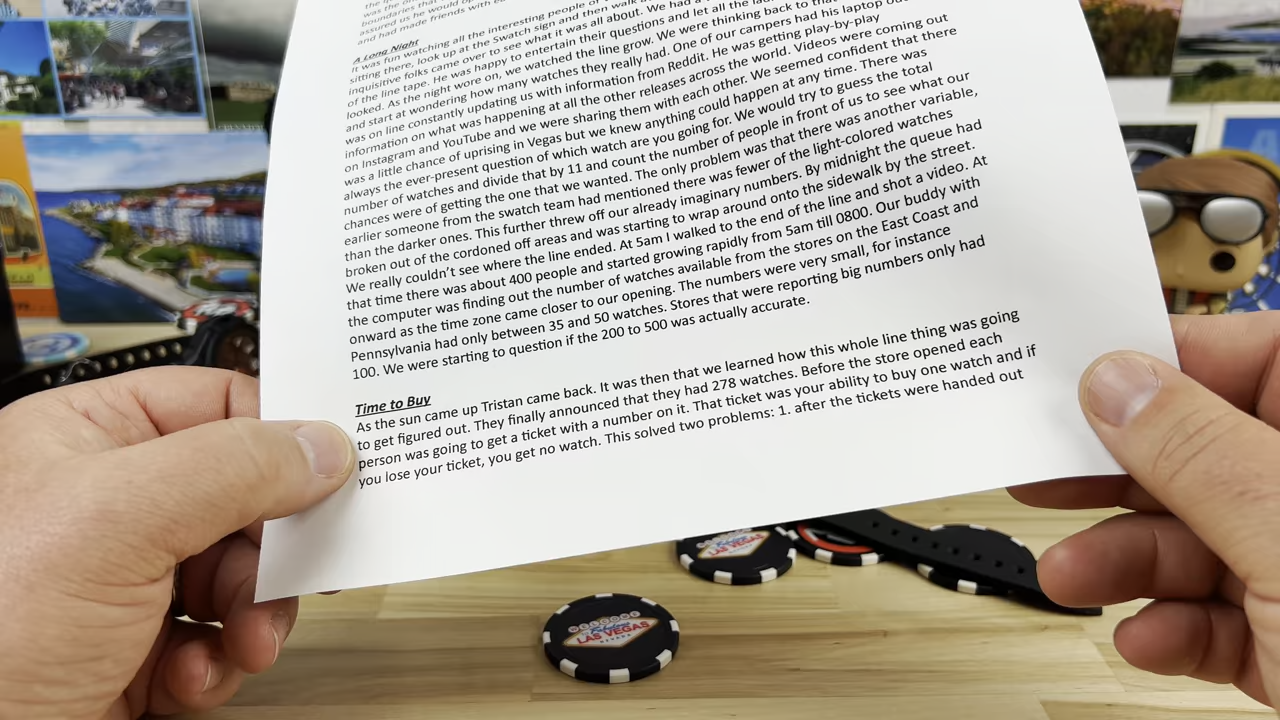 boundaries that
assured us he would
and had made friends with
A Long Night
It was fun watching all the interesting people of
sitting there, look up at the Swatch sign and then walk
inquisitive folks came over to see what it was all about. We had a
of the line tape. He was happy to entertain their questions and let all the
looked. As the night wore on, we watched the line grow. We were thinking back to that
and start at wondering how many watches they really had. One of our campers had his laptop out
was on line constantly updating us with information from Reddit. He was getting play-by-play
information on what was happening at all the other releases across the world. Videos were coming out
on Instagram and YouTube and we were sharing them with each other. We seemed confident that there
was a little chance of uprising in Vegas but we knew anything could happen at any time. There was
always the ever-present question of which watch are you going for. We would try to guess the total
number of watches and divide that by 11 and count the number of people in front of us to see what our
chances were of getting the one that we wanted. The only problem was that there was another variable,
earlier someone from the swatch team had mentioned there was fewer of the light-colored watches
than the darker ones. This further threw off our already imaginary numbers. By midnight the queue had
broken out of the cordoned off areas and was starting to wrap around onto the sidewalk by the street.
We really couldn't see where the line ended. At 5am I walked to the end of the line and shot a video. At
that time there was about 400 people and started growing rapidly from 5am till 0800. Our buddy with
the computer was finding out the number of watches available from the stores on the East Coast and
onward as the time zone came closer to our opening. The numbers were very small, for instance
Pennsylvania had only between 35 and 50 watches. Stores that were reporting big numbers only had
100. We were starting to question if the 200 to 500 was actually accurate.
Time to Buy
As the sun came up Tristan came back. It was then that we learned how this whole line thing was going
to get figured out. They finally announced that they had 278 watches. Before the store opened each
person was going to get a ticket with a number on it. That ticket was your ability to buy one watch and if
you lose your ticket, you get no watch. This solved two problems: 1. after the tickets were handed out
WELCOME
Fabulous
LAS VEGAS
NEVADA
LAS VEGAS